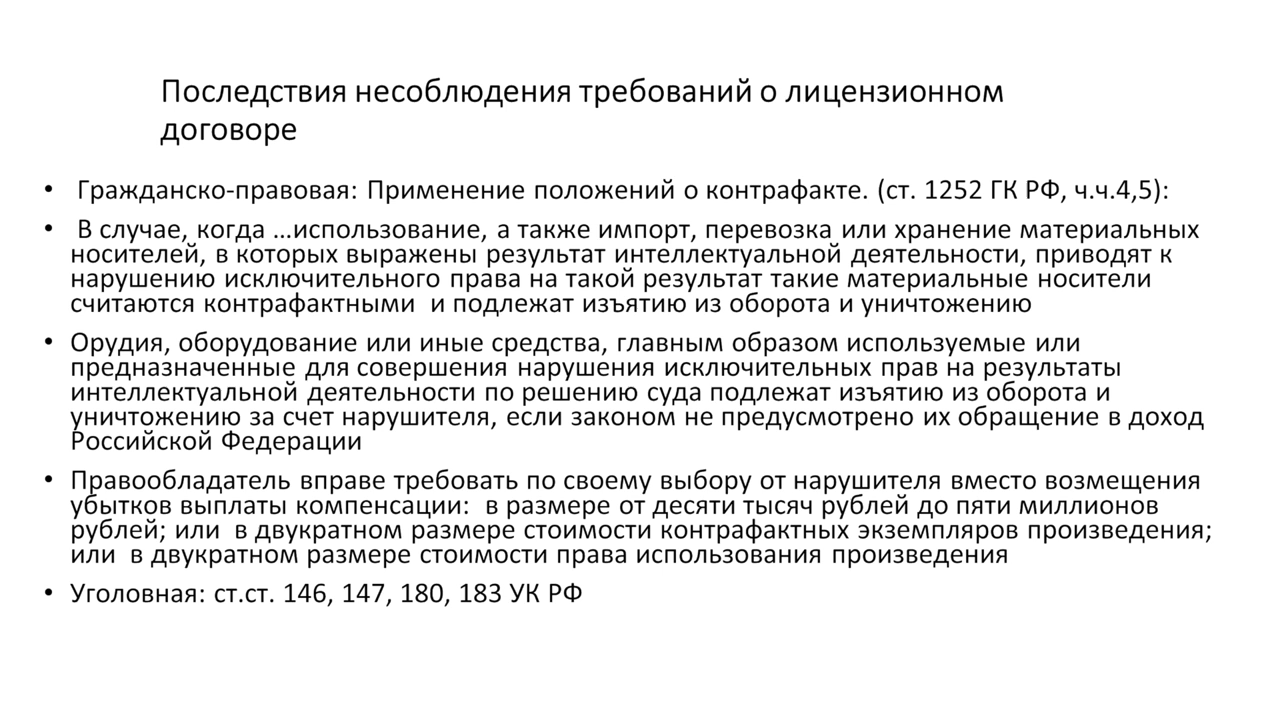 Последствия несоблюдения требований о лицензионном
договоре
• Гражданско-правовая: Применение положений о контрафакте. (ст. 1252 ГК РФ, ч.ч.4,5):
• В случае, когда ...использование, а также импорт, перевозка или хранение материальных
носителей, в которых выражены результат интеллектуальной деятельности, приводят к
нарушению исключительного права на такой результат такие материальные носители
считаются контрафактными и подлежат изъятию из оборота и уничтожению
• Орудия, оборудование или иные средства, главным образом используемые или
предназначенные для совершения нарушения исключительных прав на результаты
интеллектуальной деятельности по решению суда подлежат изъятию из оборота и
уничтожению за счет нарушителя, если законом не предусмотрено их обращение в доход
Российской Федерации
• Правообладатель вправе требовать по своему выбору от нарушителя вместо возмещения
убытков выплаты компенсации: в размере от десяти тысяч рублей до пяти миллионов
рублей; или в двукратном размере стоимости контрафактных экземпляров произведения;
или в двукратном размере стоимости права использования произведения
• Уголовная: ст.ст. 146, 147, 180, 183 УК РФ